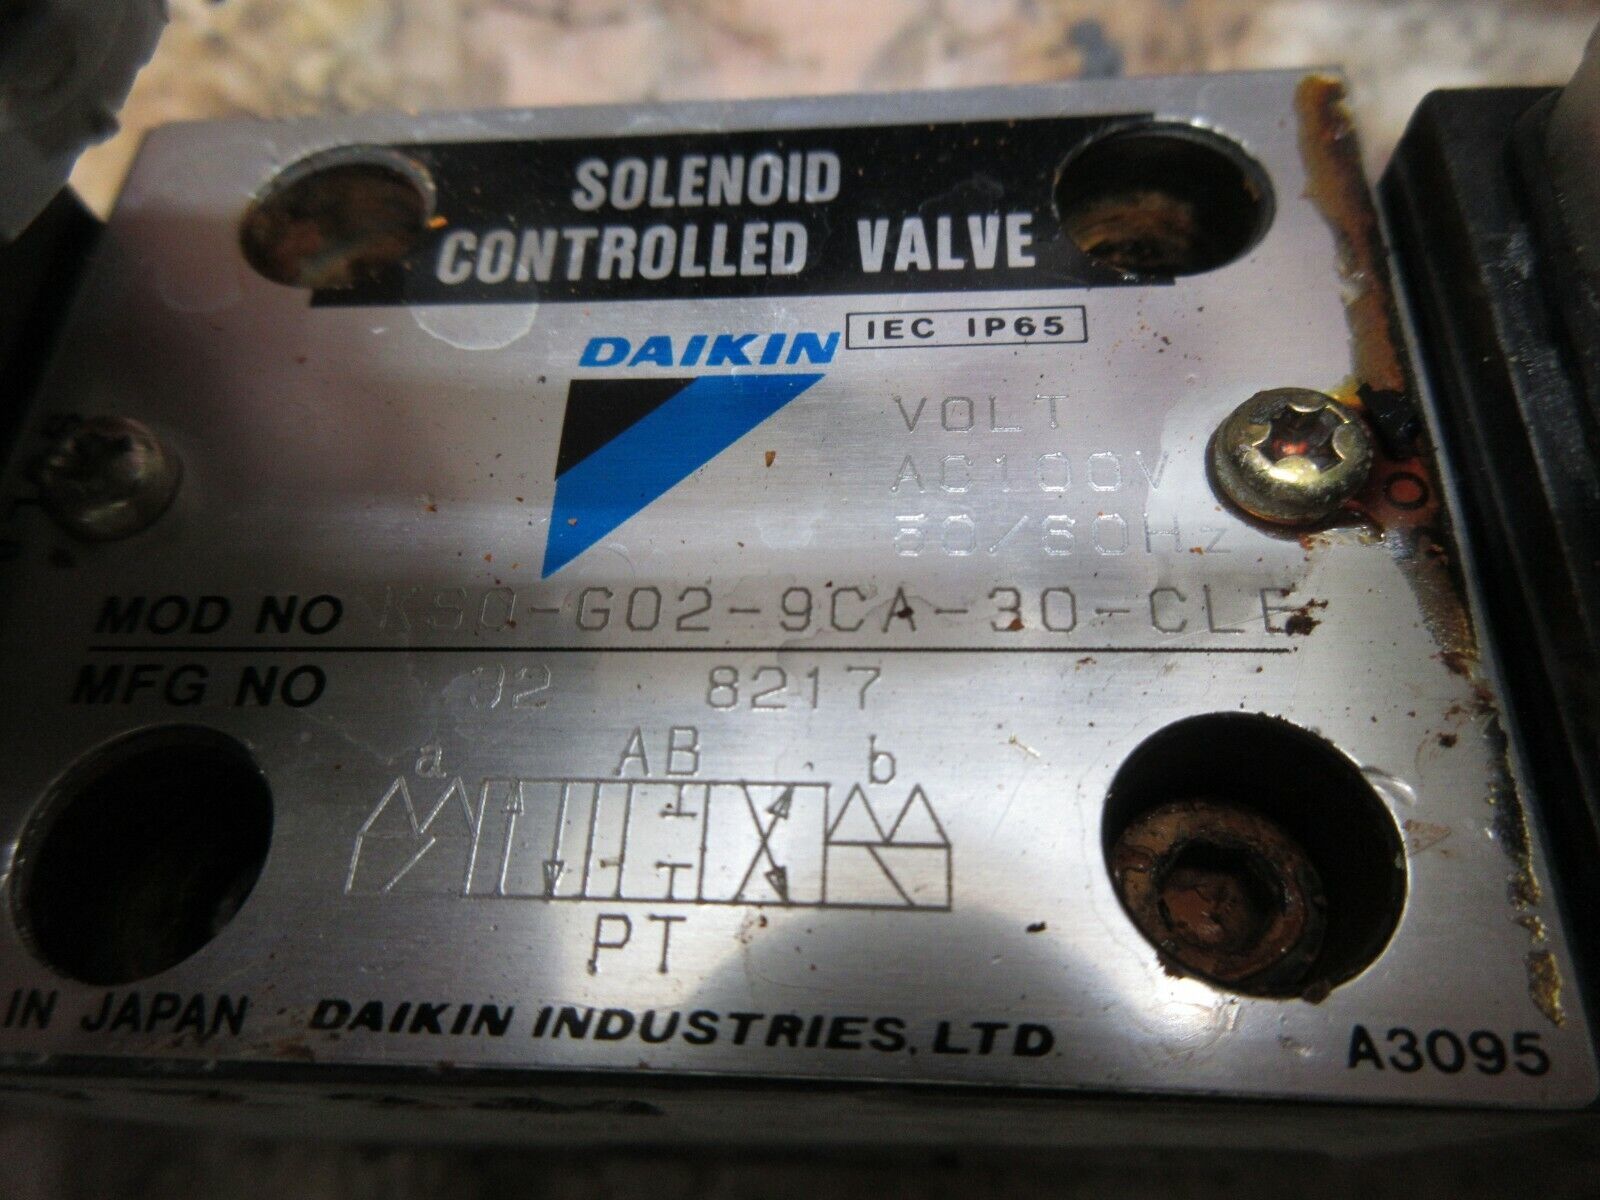 SOLENOID
CONTROLLED VALVE
DAIKIN IEC IP65
VOLT
AC100V
50/60Hz
MOD NO KSO-G02-9CA-30-CLE
MFG NO 32 8217
a AB b
PT
IN JAPAN DAIKIN INDUSTRIES, LTD. A3095